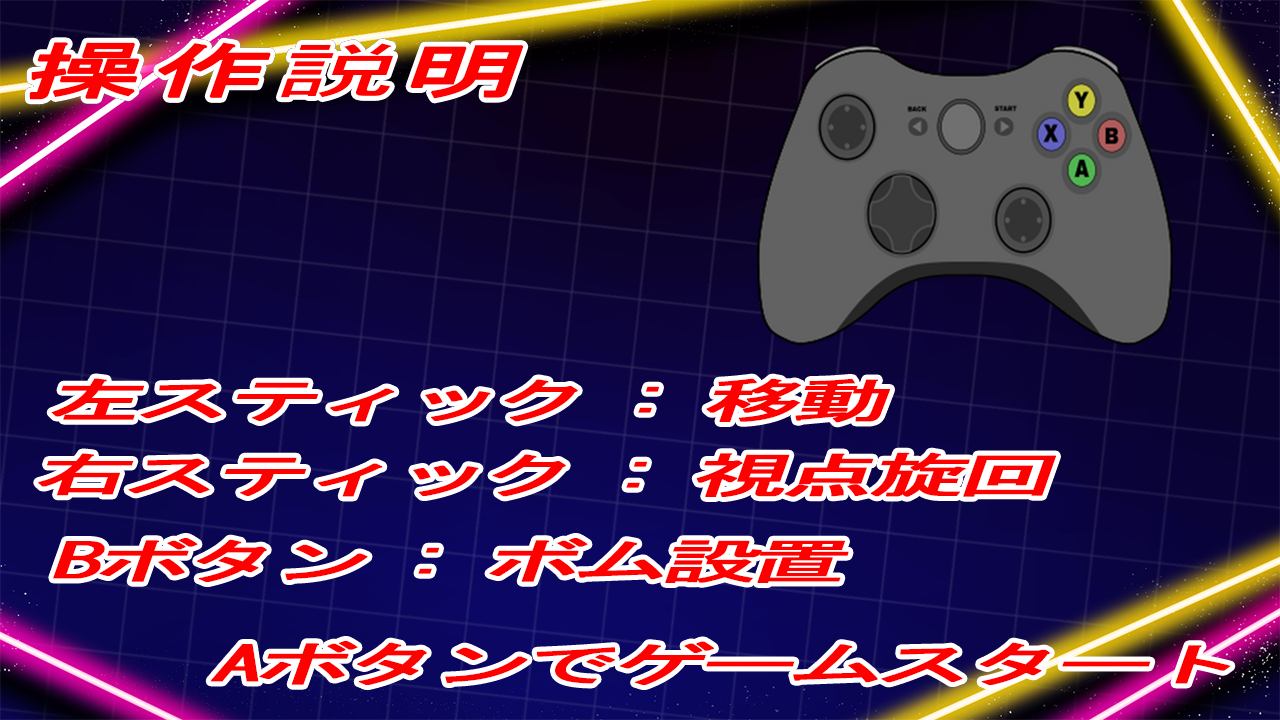 操作説明
BACK
START
Y
X
B
A
左スティック ： 移動
右スティック ： 視点旋回
Bボタン ： ボム設置
Aボタンでゲームスタート